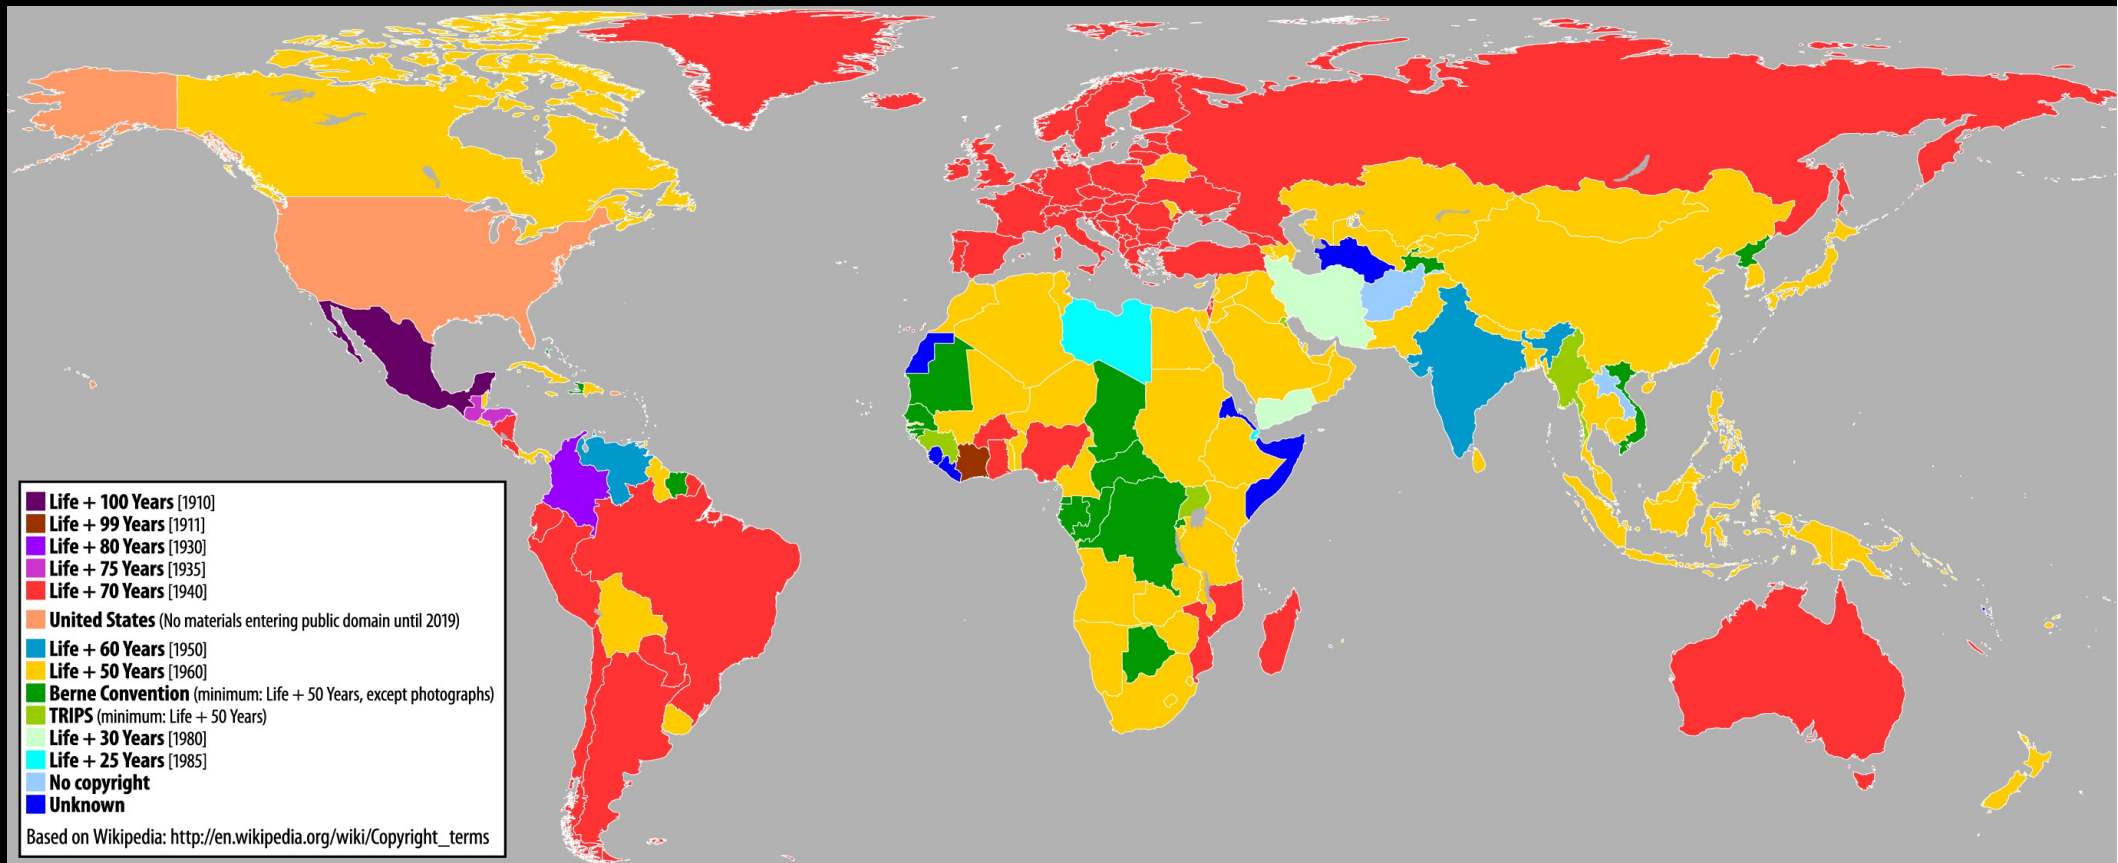 Life + 100 Years [1910]
Life + 99 Years [1911]
Life + 80 Years [1930]
Life + 75 Years [1935]
Life + 70 Years [1940]
United States (No materials entering public domain until 2019)
Life + 60 Years [1950]
Life + 50 Years [1960]
Berne Convention (minimum: Life + 50 Years, except photographs)
TRIPS (minimum: Life + 50 Years)
Life + 30 Years [1980]
Life + 25 Years [1985]
No copyright
Unknown
Based on Wikipedia: http://en.wikipedia.org/wiki/Copyright_terms